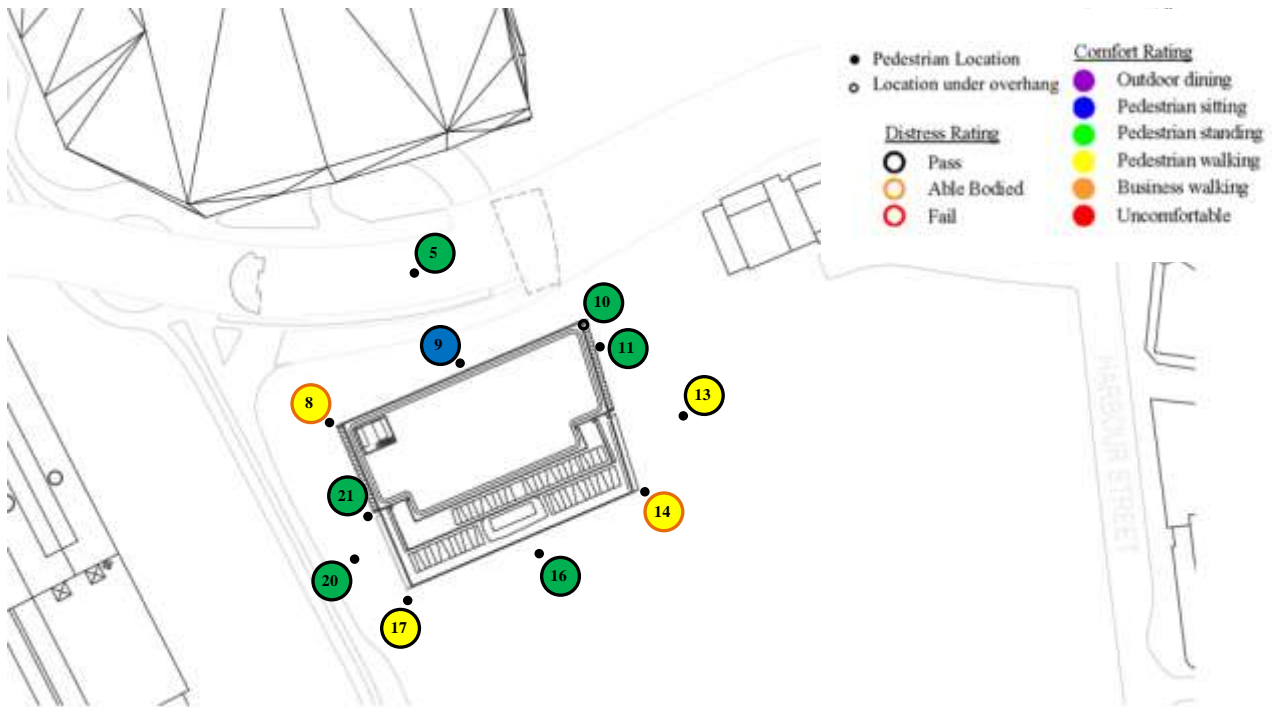 Pedestrian Location
Location under overhang
Distress Rating
Pass
Able Bodied
Fail
Comfort Rating
Outdoor dining
Pedestrian sitting
Pedestrian standing
Pedestrian walking
Business walking
Uncomfortable
5
10
9
11
8
13
21
14
20
16
17
HARBOUR STREET